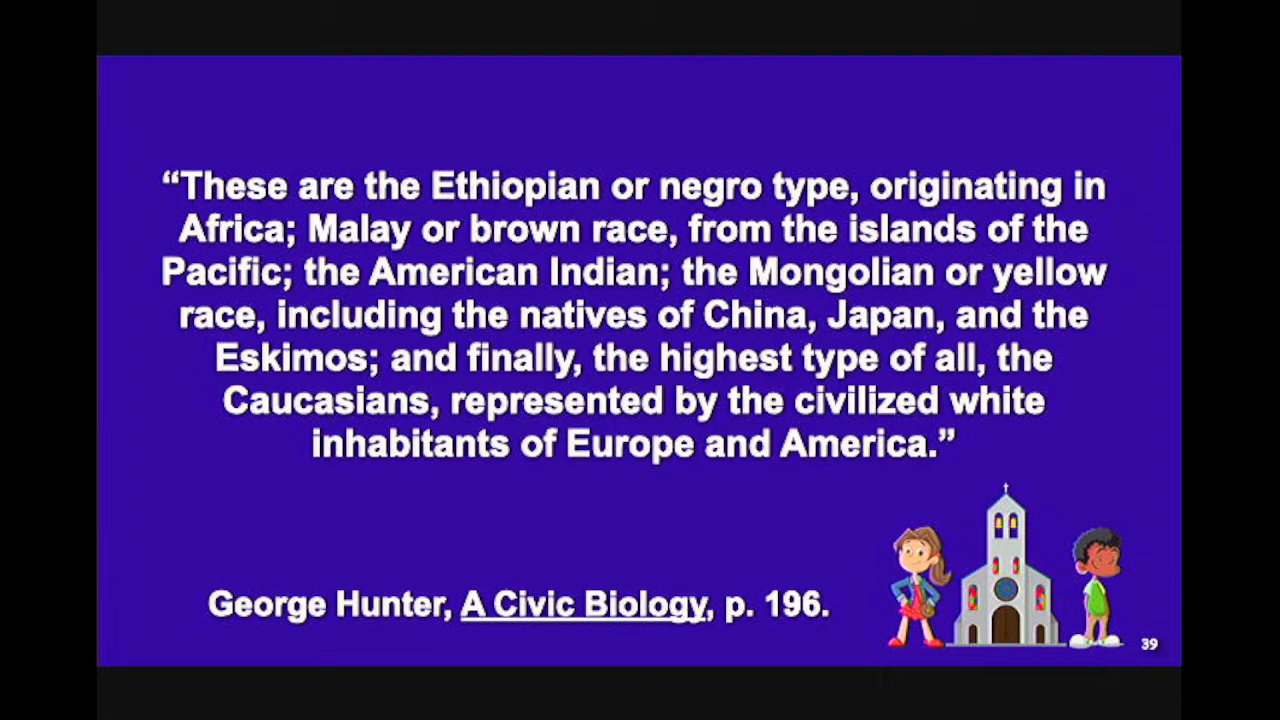 “These are the Ethiopian or negro type, originating in
Africa; Malay or brown race, from the islands of the
Pacific; the American Indian; the Mongolian or yellow
race, including the natives of China, Japan, and the
Eskimos; and finally, the highest type of all, the
Caucasians, represented by the civilized white
inhabitants of Europe and America.”
George Hunter, A Civic Biology, p. 196.
39